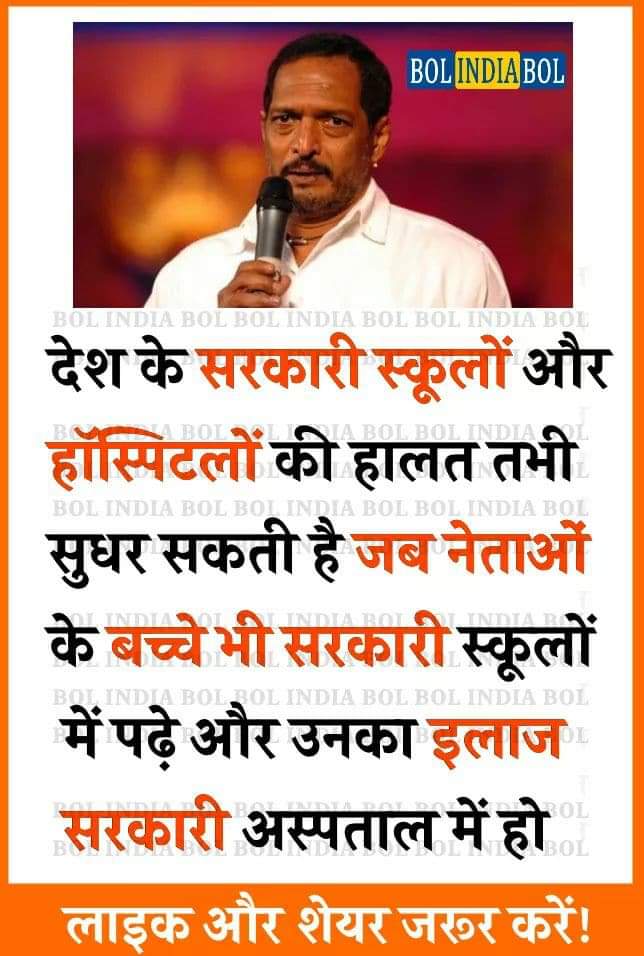 BOL INDIA BOL
देश के सरकारी स्कूलों और
हॉस्पिटलों की हालत तभी
सुधर सकती है जब नेताओं
के बच्चे भी सरकारी स्कूलों
में पढ़े और उनका इलाज
सरकारी अस्पताल में हो
लाइक और शेयर जरूर करें!